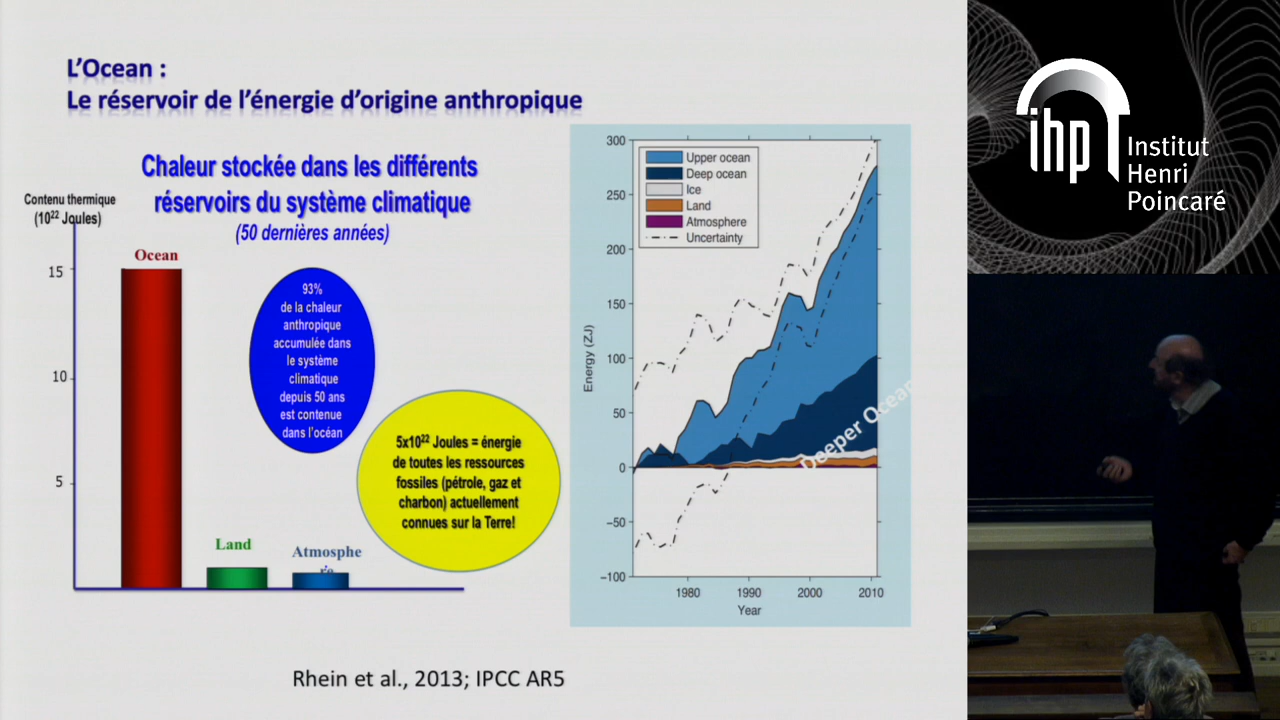 L'Ocean :
Le réservoir de l'énergie d'origine anthropique
Chaleur stockée dans les différents
réservoirs du système climatique
(50 dernières années)
Contenu thermique
(10²² Joules)
15
10
5
Ocean
Land
Atmosphe
re
93%
de la chaleur
anthropique
accumulée dans
le système
climatique
depuis 50 ans
est contenue
dans l'océan
5x10²² Joules = énergie
de toutes les ressources
fossiles (pétrole, gaz et
charbon) actuellement
connues sur la Terre!
300
250
200
150
100
50
0
−50
−100
Energy (ZJ)
Upper ocean
Deep ocean
Ice
Land
Atmosphere
Uncertainty
Deeper Ocean
1980
1990
2000
2010
Year
Rhein et al., 2013; IPCC AR5
ihp
Institut
Henri
Poincaré